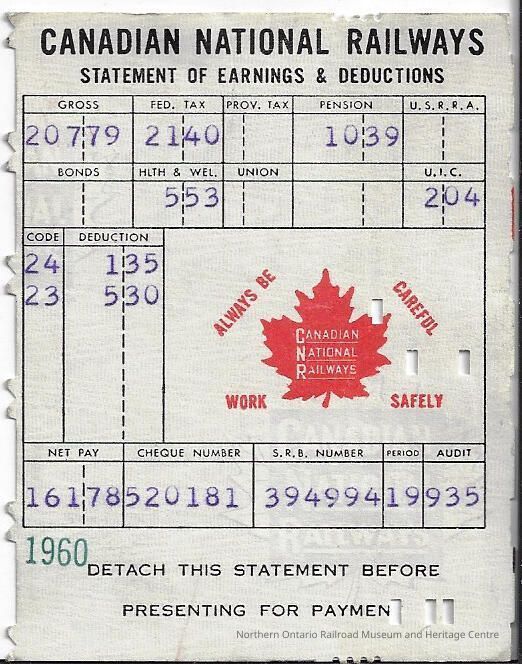 CANADIAN NATIONAL RAILWAYS
STATEMENT OF EARNINGS & DEDUCTIONS
GROSS FED. TAX PROV. TAX PENSION U.S.R.R.A.
20779 2140 1039
BONDS HLTH & WEL. UNION U.I.C.
553 204
CODE DEDUCTION
24 135
23 530
ALWAYS BE CAREFUL
CANADIAN
NATIONAL
RAILWAYS
WORK SAFELY
NET PAY CHEQUE NUMBER S.R.B. NUMBER PERIOD AUDIT
16178 520181 394994 19 935
1960
DETACH THIS STATEMENT BEFORE
PRESENTING FOR PAYMEN
Northern Ontario Railroad Museum and Heritage Centre